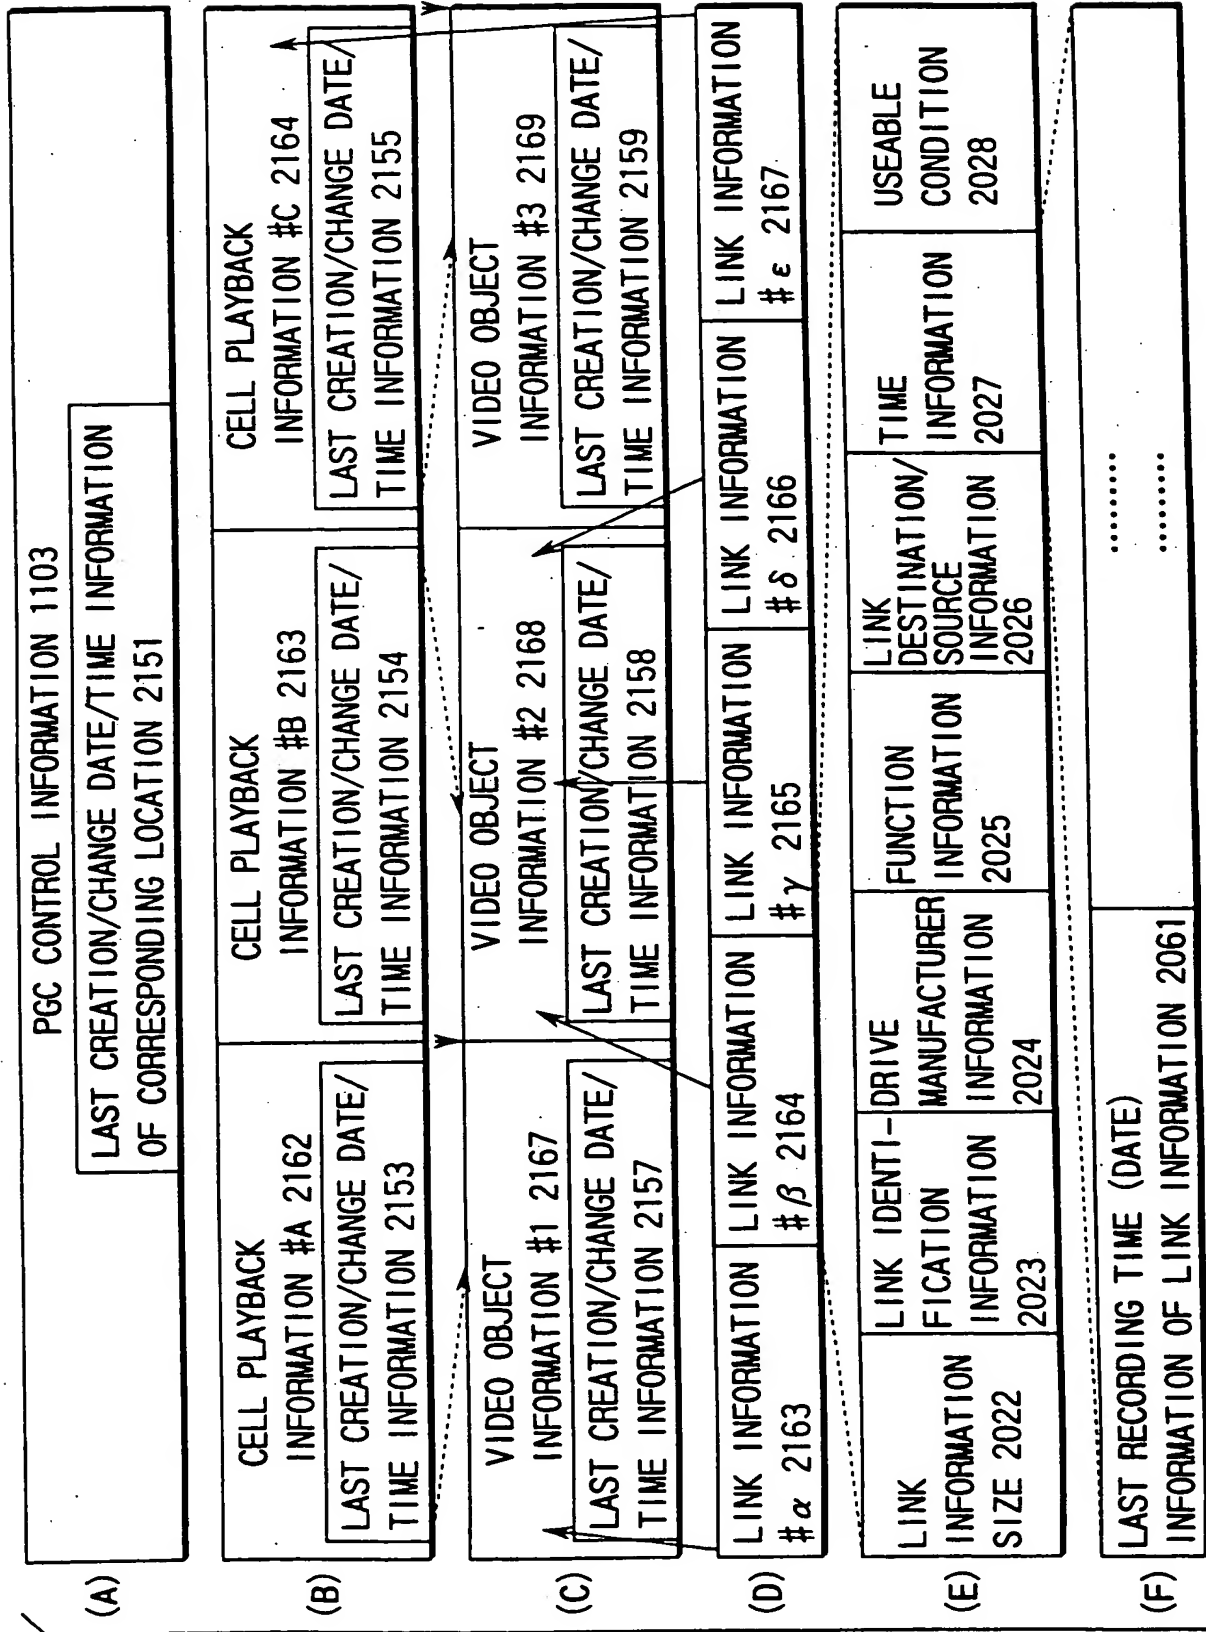 (A)
PGC CONTROL INFORMATION 1103
LAST CREATION/CHANGE DATE/TIME INFORMATION
OF CORRESPONDING LOCATION 2151
(B)
CELL PLAYBACK
INFORMATION #A 2162
LAST CREATION/CHANGE DATE/
TIME INFORMATION 2153
CELL PLAYBACK
INFORMATION #B 2163
LAST CREATION/CHANGE DATE/
TIME INFORMATION 2154
CELL PLAYBACK
INFORMATION #C 2164
LAST CREATION/CHANGE DATE/
TIME INFORMATION 2155
(C)
VIDEO OBJECT
INFORMATION #1 2167
LAST CREATION/CHANGE DATE/
TIME INFORMATION 2157
VIDEO OBJECT
INFORMATION #2 2168
LAST CREATION/CHANGE DATE/
TIME INFORMATION 2158
VIDEO OBJECT
INFORMATION #3 2169
LAST CREATION/CHANGE DATE/
TIME INFORMATION 2159
(D)
LINK INFORMATION
#α 2163
LINK INFORMATION
#β 2164
LINK INFORMATION
#γ 2165
LINK INFORMATION
#δ 2166
LINK INFORMATION
#ε 2167
(E)
LINK
INFORMATION
SIZE 2022
LINK IDENTI-
FICATION
INFORMATION
2023
DRIVE
MANUFACTURER
INFORMATION
2024
FUNCTION
INFORMATION
2025
LINK
DESTINATION/
SOURCE
INFORMATION
2026
TIME
INFORMATION
2027
USEABLE
CONDITION
2028
(F)
LAST RECORDING TIME (DATE)
INFORMATION OF LINK INFORMATION 2061
.........
.........